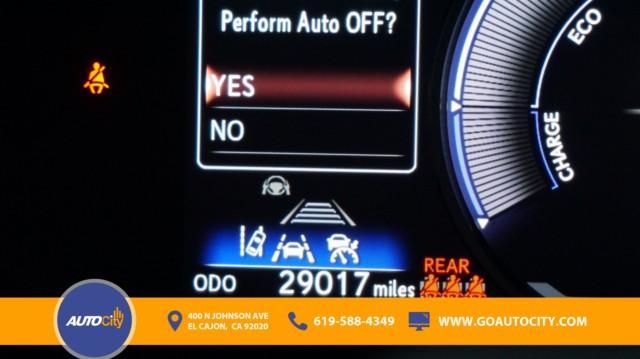 Perform Auto OFF?
YES
NO
ECO
CHARGE
ODO 29017 miles
REAR
AUTOCity
400 N JOHNSON AVE
EL CAJON, CA 92020
619-588-4349
WWW.GOAUTOCITY.COM